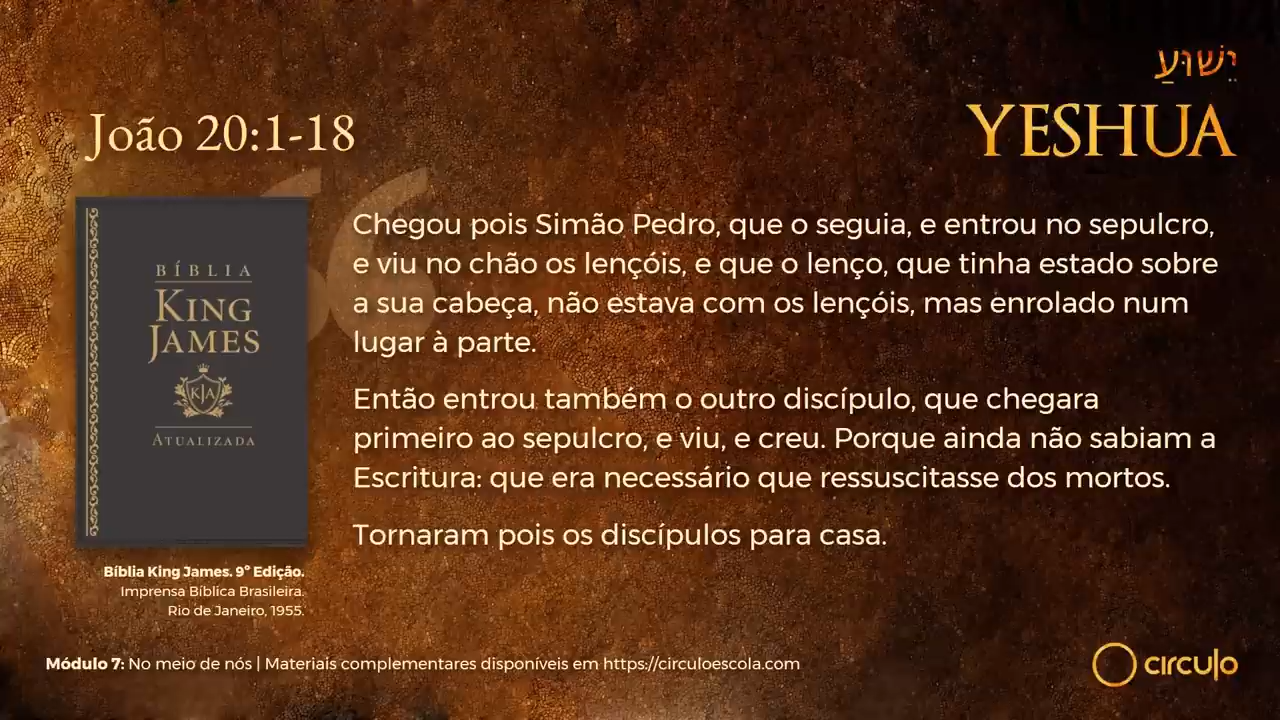 יֵשׁוּעַ
YESHUA
João 20:1-18
BÍBLIA
KING
JAMES
KJA
ATUALIZADA
Chegou pois Simão Pedro, que o seguia, e entrou no sepulcro,
e viu no chão os lençóis, e que o lenço, que tinha estado sobre
a sua cabeça, não estava com os lençóis, mas enrolado num
lugar à parte.
Então entrou também o outro discípulo, que chegara
primeiro ao sepulcro, e viu, e creu. Porque ainda não sabiam a
Escritura: que era necessário que ressuscitasse dos mortos.
Tornaram pois os discípulos para casa.
Bíblia King James. 9º Edição.
Imprensa Bíblica Brasileira.
Rio de Janeiro, 1955.
Módulo 7: No meio de nós | Materiais complementares disponíveis em https://circuloescola.com
circulo